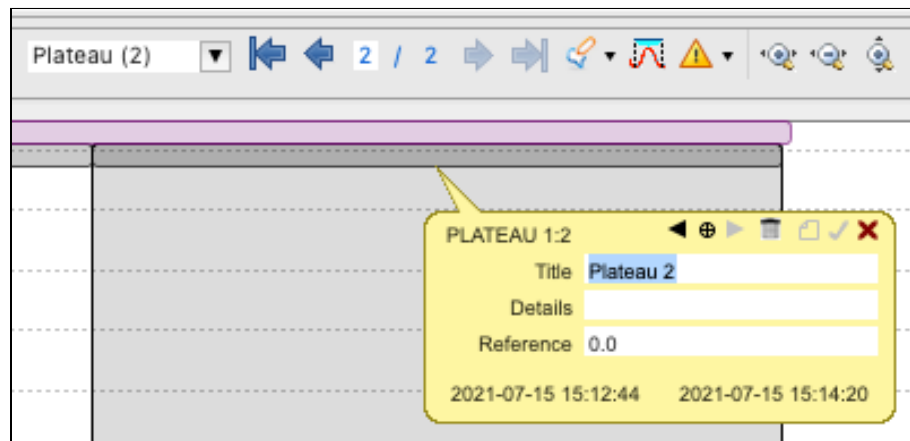 Plateau (2) 2 / 2
PLATEAU 1:2
Title Plateau 2
Details
Reference 0.0
2021-07-15 15:12:44 2021-07-15 15:14:20